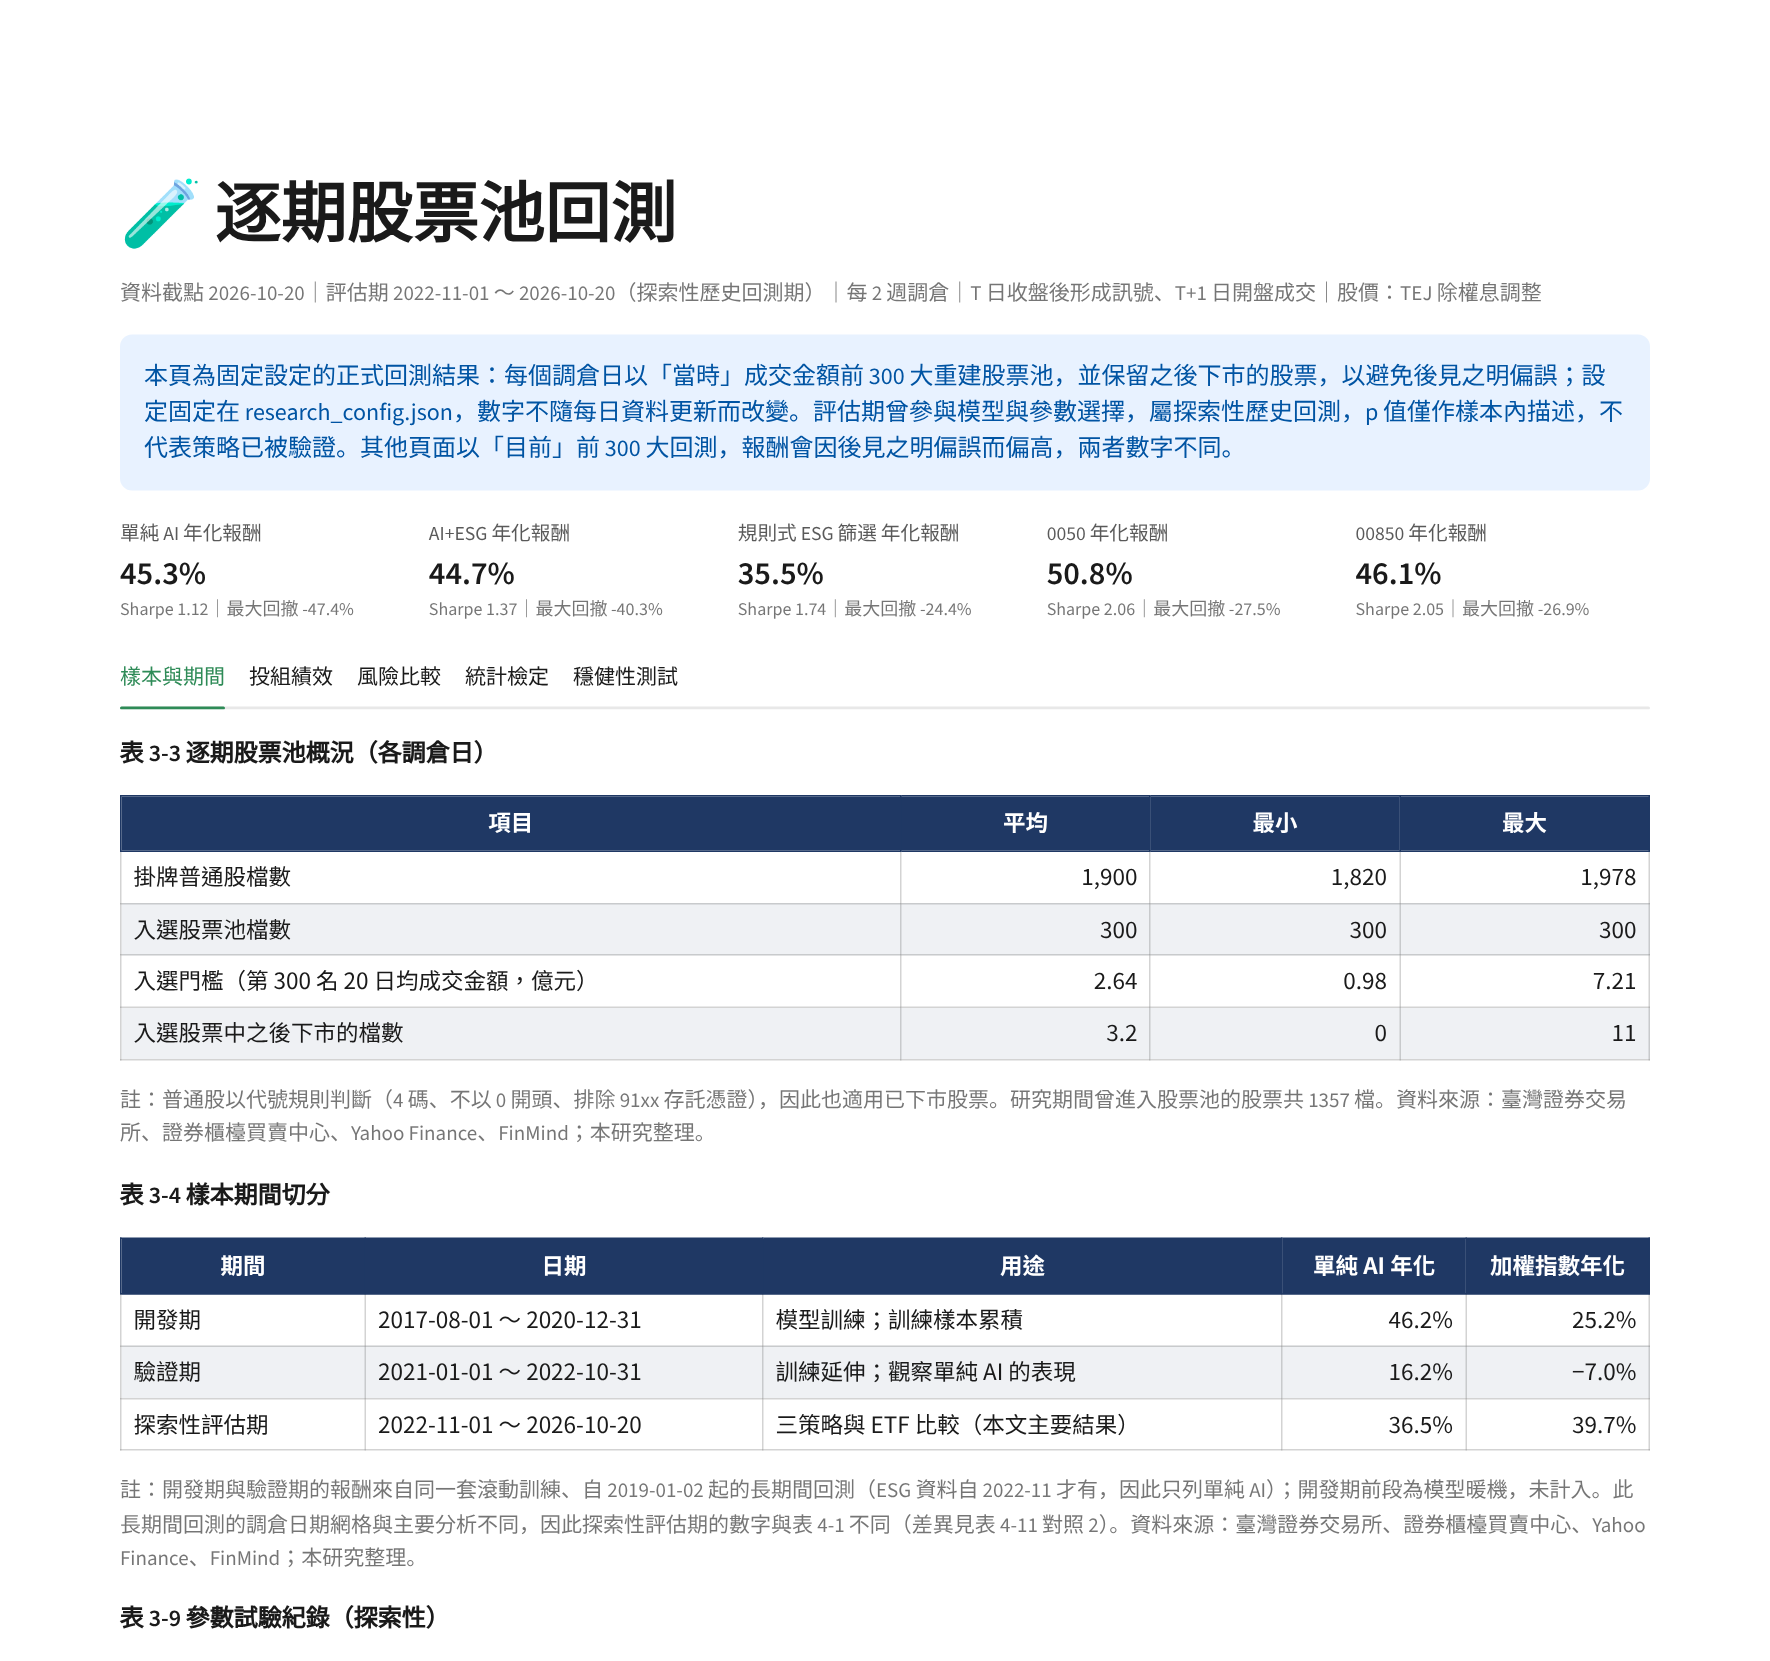 逐期股票池回測
資料截點 2026-10-20｜評估期 2022-11-01 ～ 2026-10-20（探索性歷史回測期）｜每 2 週調倉｜T 日收盤後形成訊號、T+1 日開盤成交｜股價：TEJ 除權息調整
本頁為固定設定的正式回測結果：每個調倉日以「當時」成交金額前 300 大重建股票池，並保留之後下市的股票，以避免後見之明偏誤；設
定固定在 research_config.json，數字不隨每日資料更新而改變。評估期曾參與模型與參數選擇，屬探索性歷史回測，p 值僅作樣本內描述，不
代表策略已被驗證。其他頁面以「目前」前 300 大回測，報酬會因後見之明偏誤而偏高，兩者數字不同。
單純 AI 年化報酬 AI+ESG 年化報酬 規則式 ESG 篩選 年化報酬 0050 年化報酬 00850 年化報酬
45.3% 44.7% 35.5% 50.8% 46.1%
Sharpe 1.12｜最大回撤 -47.4% Sharpe 1.37｜最大回撤 -40.3% Sharpe 1.74｜最大回撤 -24.4% Sharpe 2.06｜最大回撤 -27.5% Sharpe 2.05｜最大回撤 -26.9%
樣本與期間 投組績效 風險比較 統計檢定 穩健性測試
表 3-3 逐期股票池概況（各調倉日）
項目 平均 最小 最大
掛牌普通股檔數 1,900 1,820 1,978
入選股票池檔數 300 300 300
入選門檻（第 300 名 20 日均成交金額，億元） 2.64 0.98 7.21
入選股票中之後下市的檔數 3.2 0 11
註：普通股以代號規則判斷（4 碼、不以 0 開頭、排除 91xx 存託憑證），因此也適用已下市股票。研究期間曾進入股票池的股票共 1357 檔。資料來源：臺灣證券交易
所、證券櫃檯買賣中心、Yahoo Finance、FinMind；本研究整理。
表 3-4 樣本期間切分
期間 日期 用途 單純 AI 年化 加權指數年化
開發期 2017-08-01 ～ 2020-12-31 模型訓練；訓練樣本累積 46.2% 25.2%
驗證期 2021-01-01 ～ 2022-10-31 訓練延伸；觀察單純 AI 的表現 16.2% −7.0%
探索性評估期 2022-11-01 ～ 2026-10-20 三策略與 ETF 比較（本文主要結果） 36.5% 39.7%
註：開發期與驗證期的報酬來自同一套滾動訓練、自 2019-01-02 起的長期間回測（ESG 資料自 2022-11 才有，因此只列單純 AI）；開發期前段為模型暖機，未計入。此
長期間回測的調倉日期網格與主要分析不同，因此探索性評估期的數字與表 4-1 不同（差異見表 4-11 對照 2）。資料來源：臺灣證券交易所、證券櫃檯買賣中心、Yahoo
Finance、FinMind；本研究整理。
表 3-9 參數試驗紀錄（探索性）